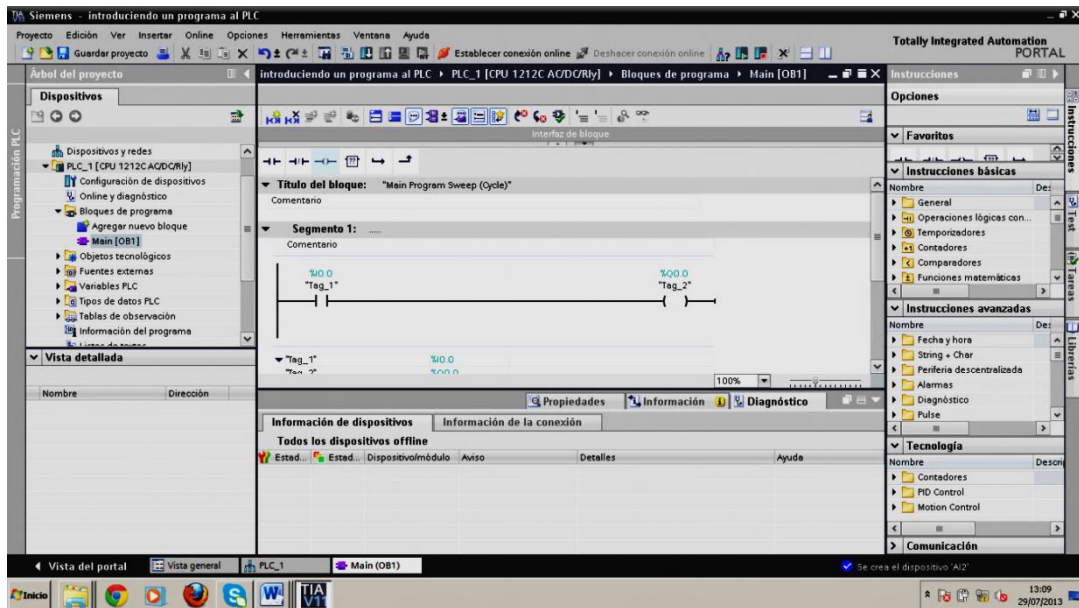 Siemens - introduciendo un programa al PLC
Proyecto Edición Ver Insertar Online Opciones Herramientas Ventana Ayuda
Guardar proyecto Establecer conexión online Deshacer conexión online
Totally Integrated Automation
PORTAL
Árbol del proyecto
Dispositivos
Programación PLC
Dispositivos y redes
PLC_1 [CPU 1212C AC/DC/Rly]
Configuración de dispositivos
Online y diagnóstico
Bloques de programa
Agregar nuevo bloque
Main [OB1]
Objetos tecnológicos
Fuentes externas
Variables PLC
Tipos de datos PLC
Tablas de observación
Información del programa
Listas de textos
Vista detallada
Nombre Dirección
introduciendo un programa al PLC PLC_1 [CPU 1212C AC/DC/Rly] Bloques de programa Main [OB1]
Interfaz de bloque
Título del bloque: "Main Program Sweep (Cycle)"
Comentario
Segmento 1: .....
Comentario
%I0.0 %Q0.0
"Tag_1" "Tag_2"
"Tag_1" %I0.0
"Tag_2" %Q0.0
100%
Propiedades Información Diagnóstico
Información de dispositivos Información de la conexión
Todos los dispositivos offline
Estad... Estad... Dispositivo/módulo Aviso Detalles Ayuda
Instrucciones
Opciones
Favoritos
Instrucciones básicas
Nombre Des
General
Operaciones lógicas con...
Temporizadores
Contadores
Comparadores
Funciones matemáticas
Instrucciones avanzadas
Nombre Des
Fecha y hora
String + Char
Periferia descentralizada
Alarmas
Diagnóstico
Pulse
Tecnología
Nombre Descri
Contadores
PID Control
Motion Control
Comunicación
Instrucciones
Test
Tareas
Librerías
Vista del portal Vista general PLC_1 Main (OB1) Se crea el dispositivo 'AI2'
Inicio
TIA
V11
13:09
29/07/2013